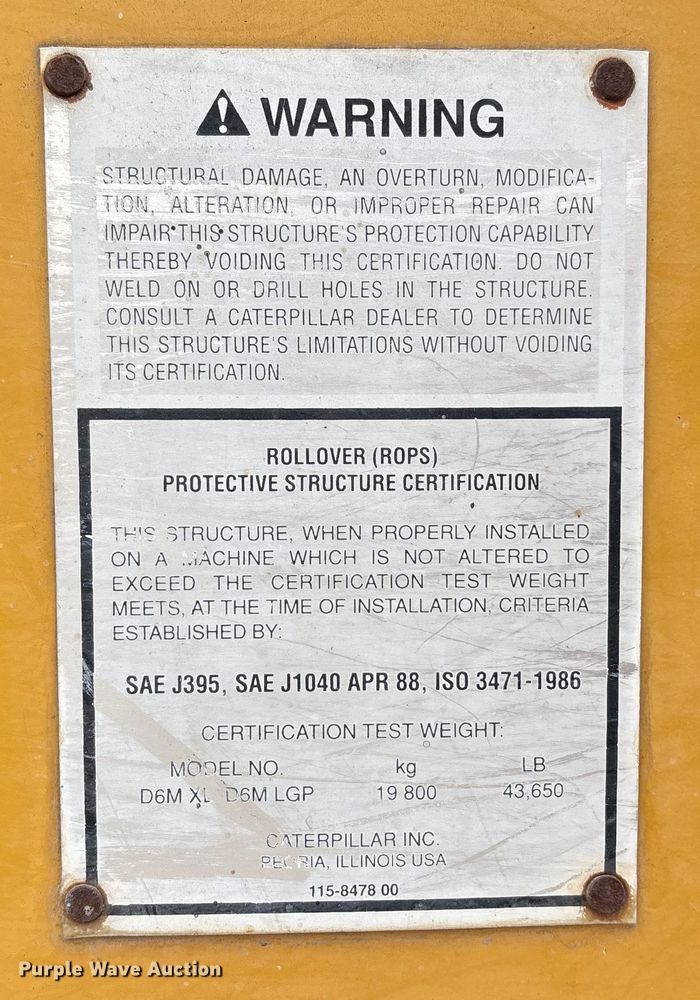 WARNING
STRUCTURAL DAMAGE, AN OVERTURN, MODIFICA-
TION, ALTERATION, OR IMPROPER REPAIR CAN
IMPAIR THIS STRUCTURE'S PROTECTION CAPABILITY
THEREBY VOIDING THIS CERTIFICATION. DO NOT
WELD ON OR DRILL HOLES IN THE STRUCTURE.
CONSULT A CATERPILLAR DEALER TO DETERMINE
THIS STRUCTURE'S LIMITATIONS WITHOUT VOIDING
ITS CERTIFICATION.
ROLLOVER (ROPS)
PROTECTIVE STRUCTURE CERTIFICATION
THIS STRUCTURE, WHEN PROPERLY INSTALLED
ON A MACHINE WHICH IS NOT ALTERED TO
EXCEED THE CERTIFICATION TEST WEIGHT
MEETS, AT THE TIME OF INSTALLATION, CRITERIA
ESTABLISHED BY:
SAE J395, SAE J1040 APR 88, ISO 3471-1986
CERTIFICATION TEST WEIGHT:
MODEL NO. kg LB
D6M XL D6M LGP 19 800 43,650
CATERPILLAR INC.
PEORIA, ILLINOIS USA
115-8478 00
Purple Wave Auction